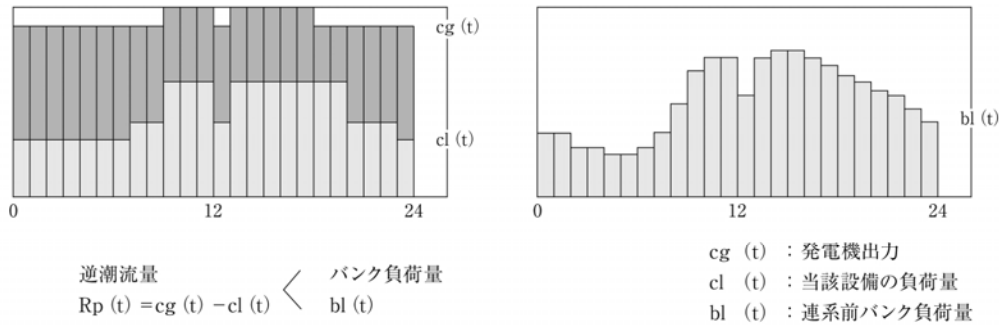 cg (t)
cl (t)
0 12 24
bl (t)
0 12 24
逆潮流量 < バンク負荷量
Rp (t) =cg (t) −cl (t) bl (t)
cg (t) ：発電機出力
cl (t) ：当該設備の負荷量
bl (t) ：連系前バンク負荷量